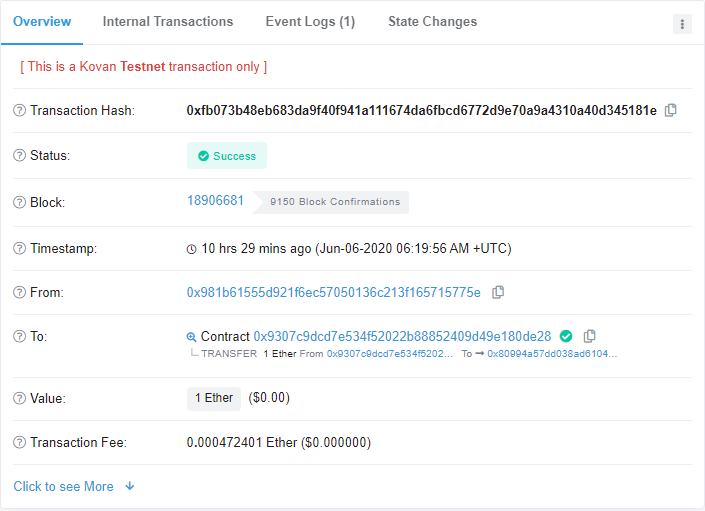 Overview Internal Transactions Event Logs (1) State Changes
[ This is a Kovan Testnet transaction only ]
Transaction Hash: 0xfb073b48eb683da9f40f941a111674da6fbcd6772d9e70a9a4310a40d345181e
Status: Success
Block: 18906681 9150 Block Confirmations
Timestamp: 10 hrs 29 mins ago (Jun-06-2020 06:19:56 AM +UTC)
From: 0x981b61555d921f6ec57050136c213f165715775e
To: Contract 0x9307c9dcd7e534f52022b88852409d49e180de28
TRANSFER 1 Ether From 0x9307c9dcd7e534f5202... To → 0x80994a57dd038ad6104...
Value: 1 Ether ($0.00)
Transaction Fee: 0.000472401 Ether ($0.000000)
Click to see More